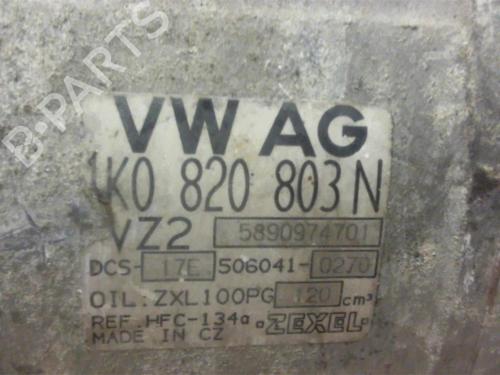 B-PARTS
VW AG
1K0 820 803 N
VZ2 5890974701
DCS-17E 506041-0270
OIL: ZXL100PG 120 cm³
REF. HFC-134a ZEXEL
MADE IN CZ